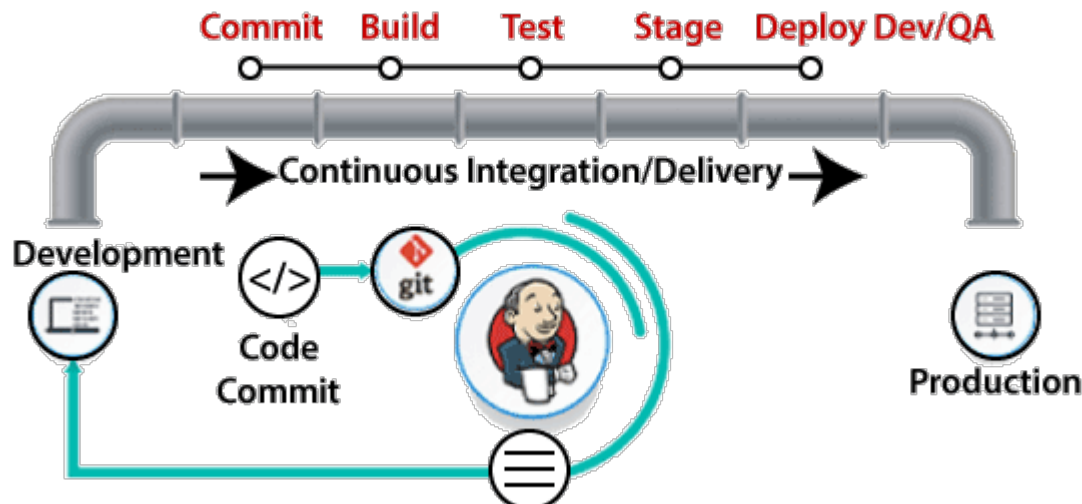 Commit Build Test Stage Deploy Dev/QA
Continuous Integration/Delivery
Development
</>
git
Code
Commit
Production